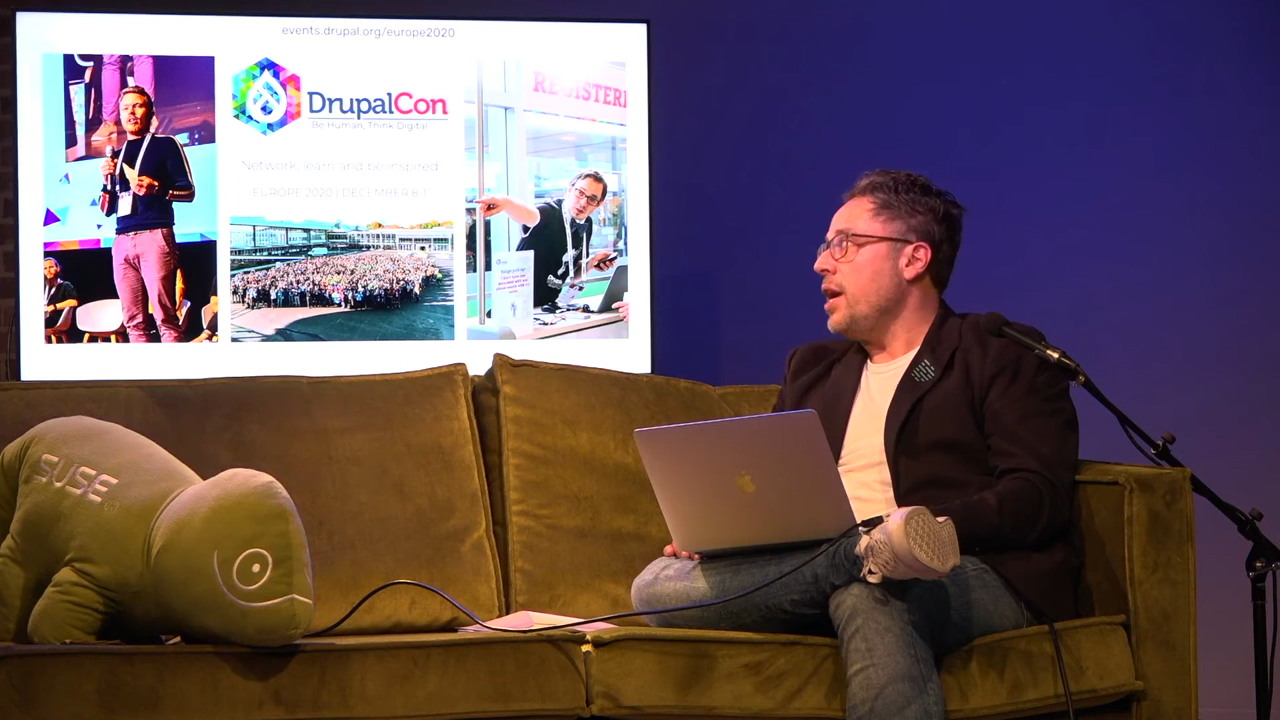 events.drupal.org/europe2020
DrupalCon
Be Human, Think Digital
Network, learn and be inspired
EUROPE 2020 | DECEMBER 8-
REGISTER
SUSE